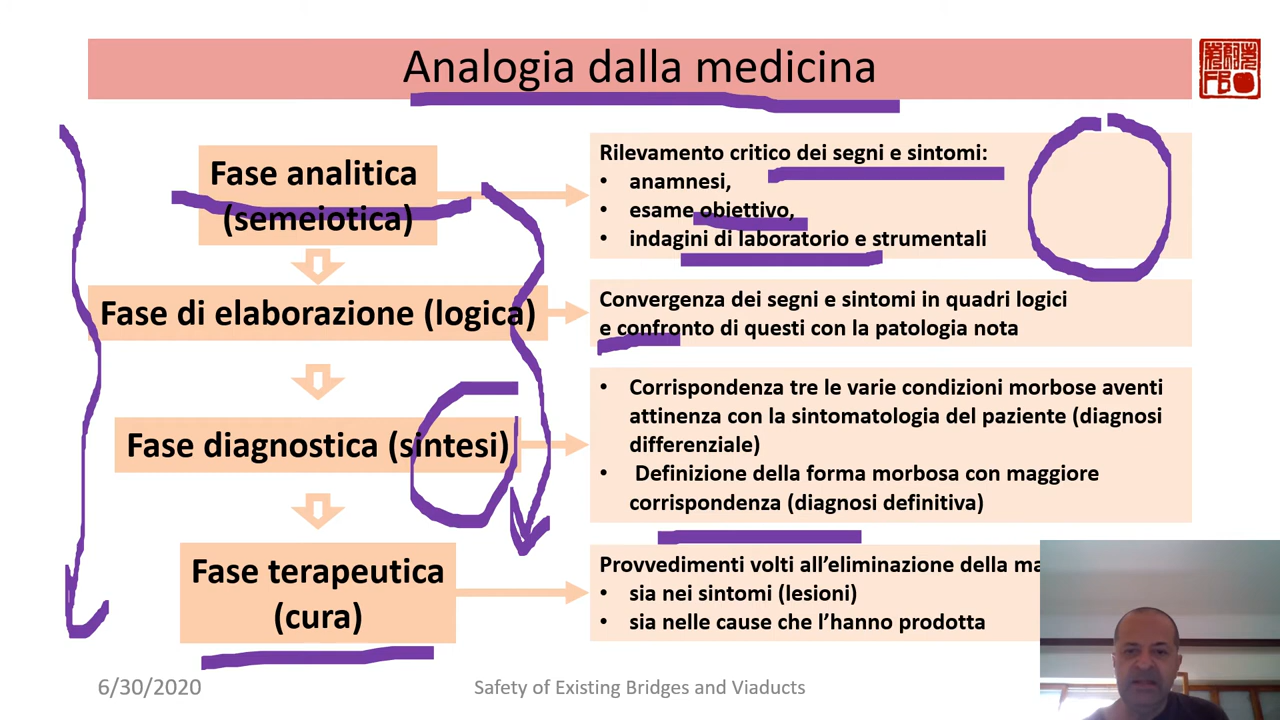 Analogia dalla medicina
FBO
Fase analitica
(semeiotica)
Rilevamento critico dei segni e sintomi:
• anamnesi,
• esame obiettivo,
• indagini di laboratorio e strumentali
Fase di elaborazione (logica)
Convergenza dei segni e sintomi in quadri logici
e confronto di questi con la patologia nota
Fase diagnostica (sintesi)
• Corrispondenza tre le varie condizioni morbose aventi
attinenza con la sintomatologia del paziente (diagnosi
differenziale)
• Definizione della forma morbosa con maggiore
corrispondenza (diagnosi definitiva)
Fase terapeutica
(cura)
Provvedimenti volti all’eliminazione della
• sia nei sintomi (lesioni)
• sia nelle cause che l’hanno prodotta
6/30/2020
Safety of Existing Bridges and Viaducts